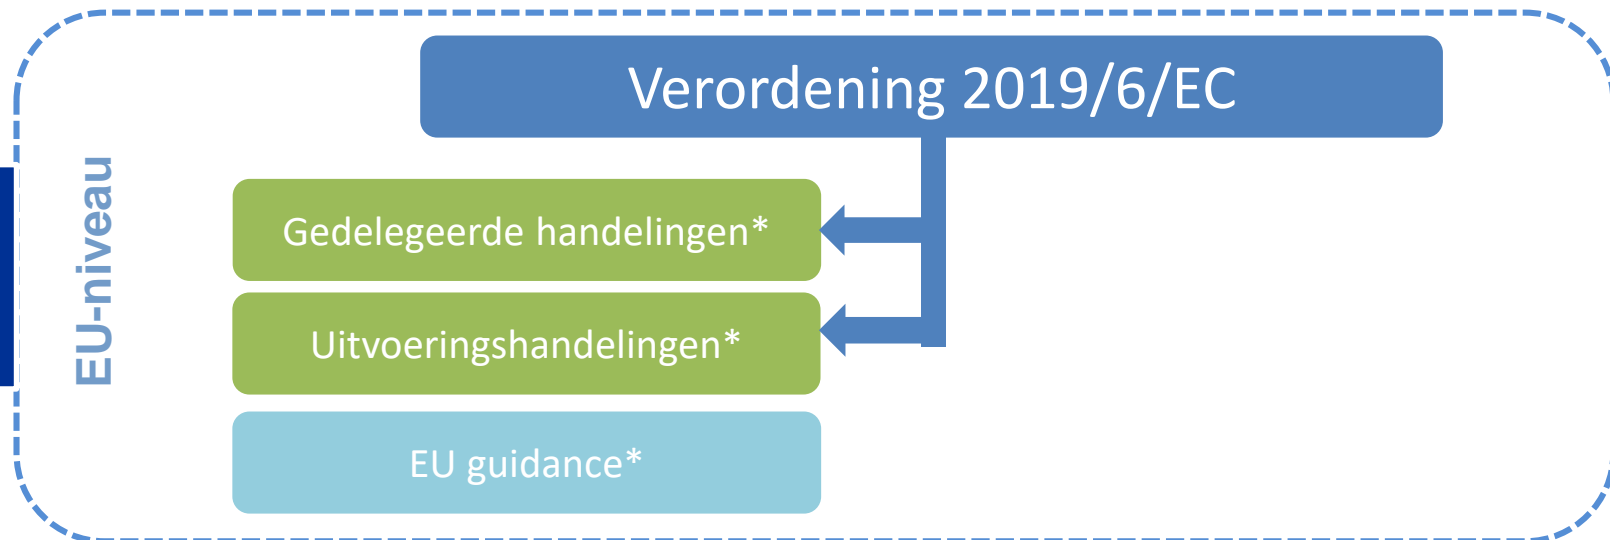 Verordening 2019/6/EC
EU-niveau
Gedelegeerde handelingen*
Uitvoeringshandelingen*
EU guidance*